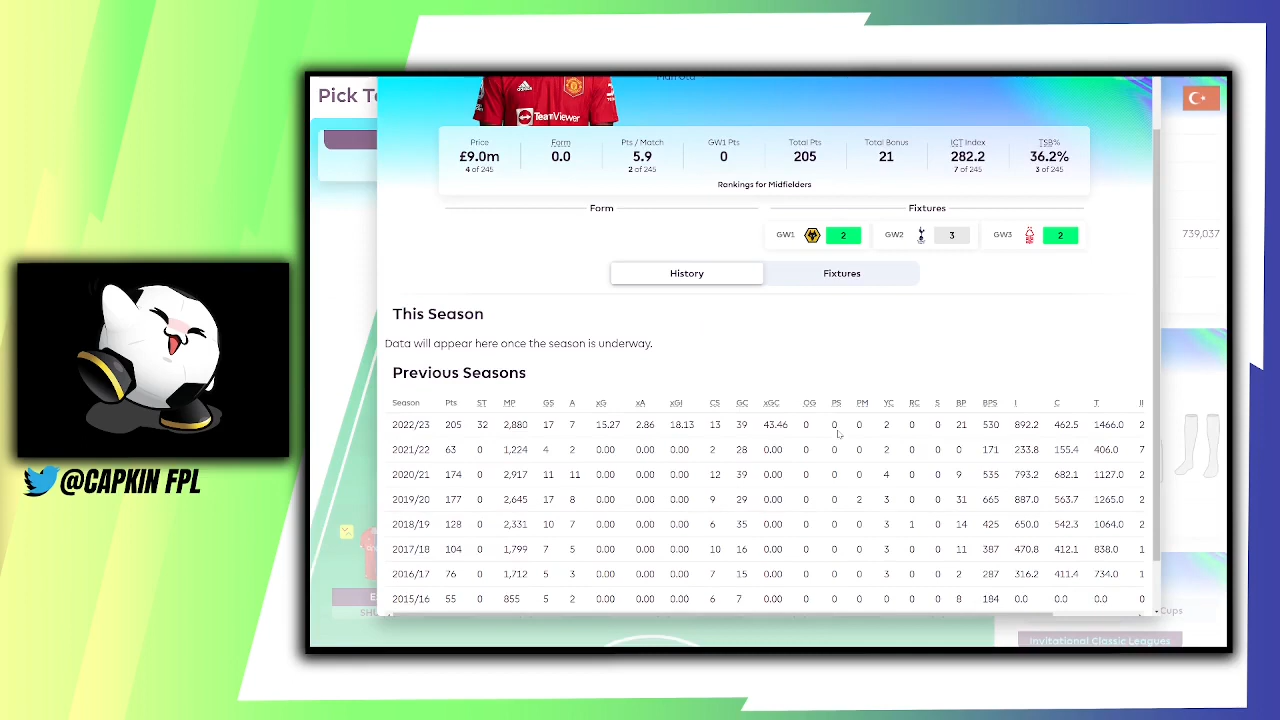 Man Utd
Pick Te
adidas
TeamViewer
Price Form Pts / Match GW1 Pts Total Pts Total Bonus ICT Index TSB%
£9.0m 0.0 5.9 0 205 21 282.2 36.2%
4 of 245 2 of 245 7 of 245 3 of 245
Rankings for Midfielders
Form Fixtures
GW1 2 GW2 3 GW3 2
739,037
History Fixtures
This Season
Data will appear here once the season is underway.
Previous Seasons
Season Pts ST MP GS A xG xA xGI CS GC xGC OG PS PM YC RC S BP BPS I C T II
2022/23 205 32 17 7 15.27 2.86 18.13 13 39 43.46 0 0 0 0 0 21 530 892.2 462.5 1466.0 2
2021/22 63 0 1,224 4 2 0.00 0.00 0.00 2 28 0.00 0 0 0 2 0 0 0 171 233.8 155.4 407.0 7
2020/21 174 0 2,917 11 11 0.00 0.00 0.00 12 39 0.00 0 0 0 4 0 0 9 535 793.2 682.1 1127.0 2
2019/20 177 0 2,645 17 8 0.00 0.00 0.00 9 29 0.00 0 0 2 3 0 0 31 665 887.0 563.7 1265.0 2
2018/19 128 0 2,331 10 7 0.00 0.00 0.00 6 35 0.00 0 0 0 3 1 0 14 425 650.0 542.3 1064.0 2
2017/18 104 0 1,799 7 5 0.00 0.00 0.00 10 16 0.00 0 0 0 3 0 0 11 387 470.8 412.1 838.0 1
2016/17 76 0 1,712 5 3 0.00 0.00 0.00 7 15 0.00 0 0 0 3 0 0 2 287 316.2 411.4 734.0 1
2015/16 55 0 855 5 2 0.00 0.00 0.00 6 7 0.00 0 0 0 0 0 0 8 184 0.0 0.0 0.0 0
@CAPKIN FPL
Cups
Invitational Classic Leagues